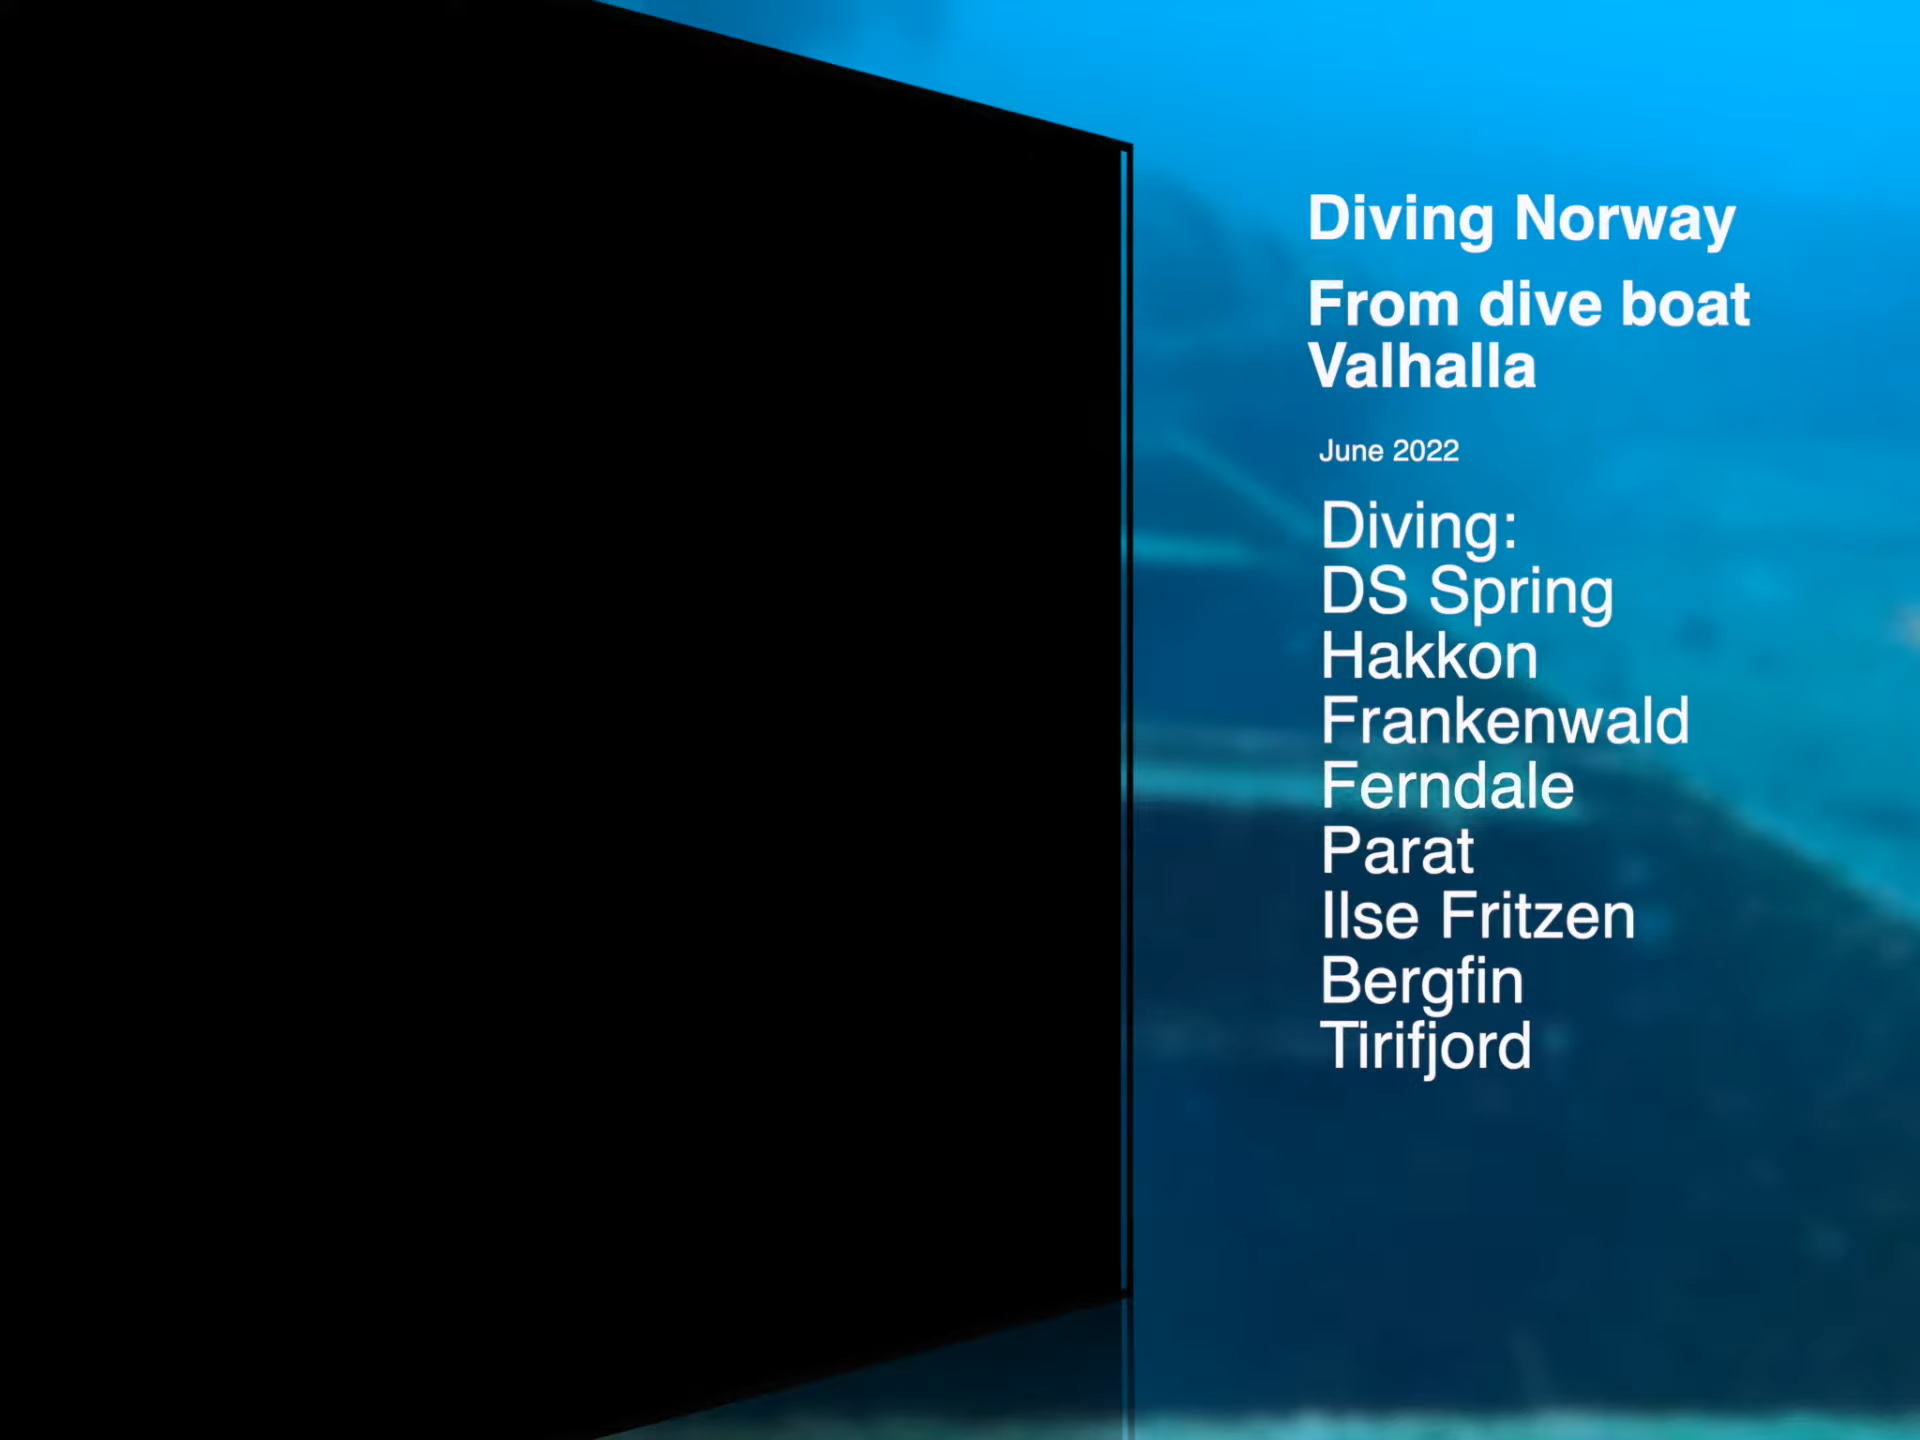 Diving Norway
From dive boat
Valhalla
June 2022
Diving:
DS Spring
Hakkon
Frankenwald
Ferndale
Parat
Ilse Fritzen
Bergfin
Tirifjord